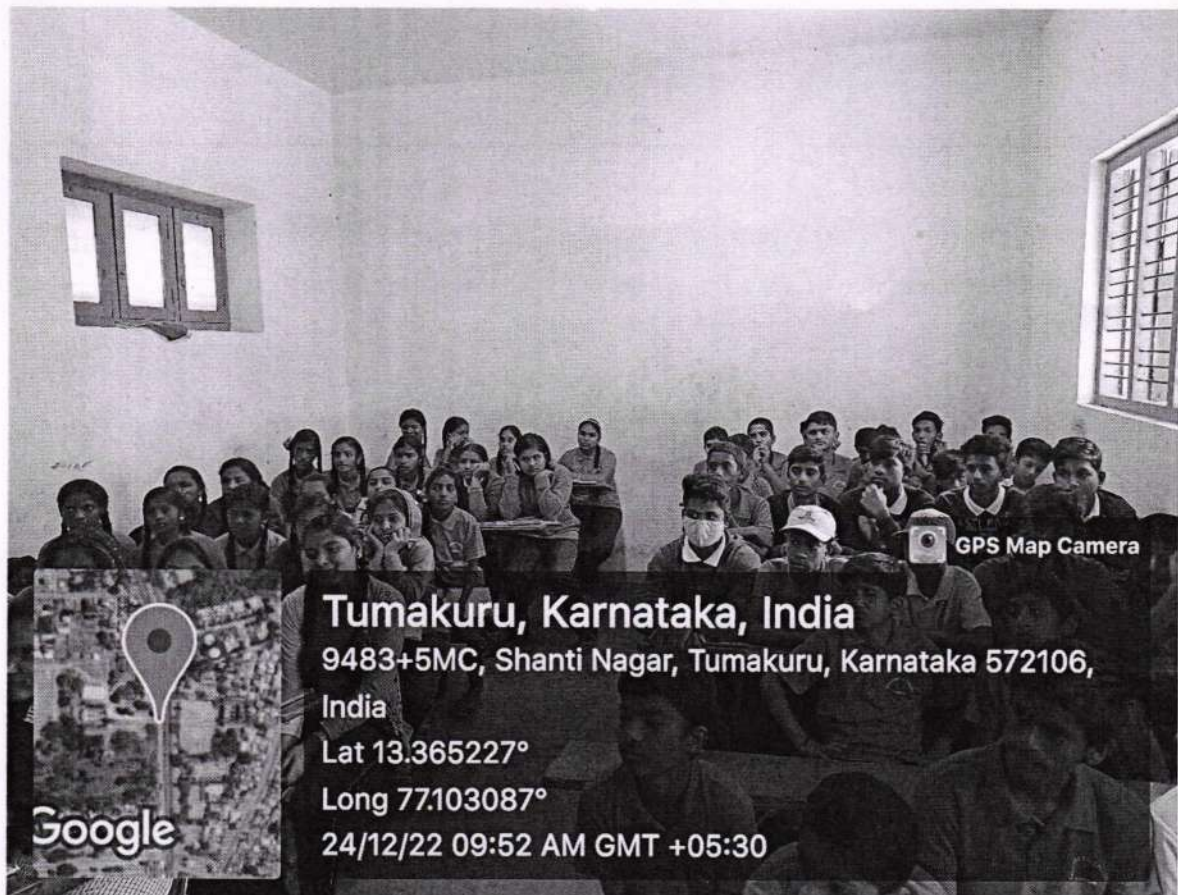 GPS Map Camera
Tumakuru, Karnataka, India
9483+5MC, Shanti Nagar, Tumakuru, Karnataka 572106,
India
Lat 13.365227°
Long 77.103087°
24/12/22 09:52 AM GMT +05:30
Google